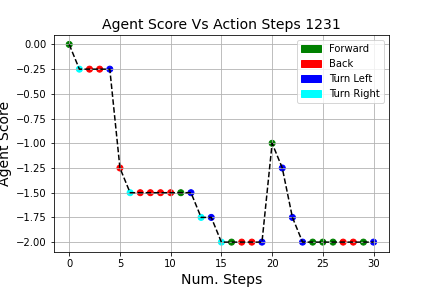 Agent Score Vs Action Steps 1231
Agent Score
0.00
−0.25
−0.50
−0.75
−1.00
−1.25
−1.50
−1.75
−2.00
Forward
Back
Turn Left
Turn Right
0 5 10 15 20 25 30
Num. Steps